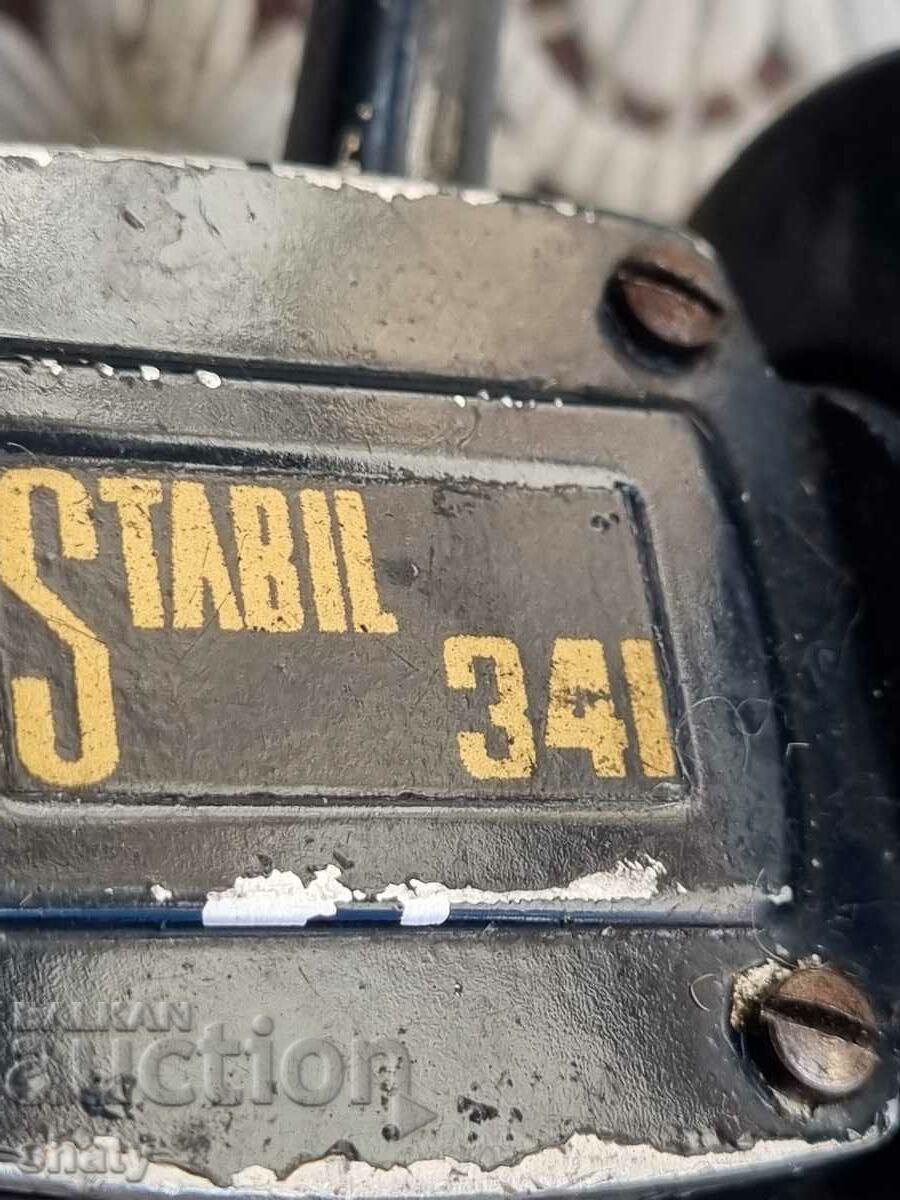 STABIL
341
BALKAN
auction
snaty